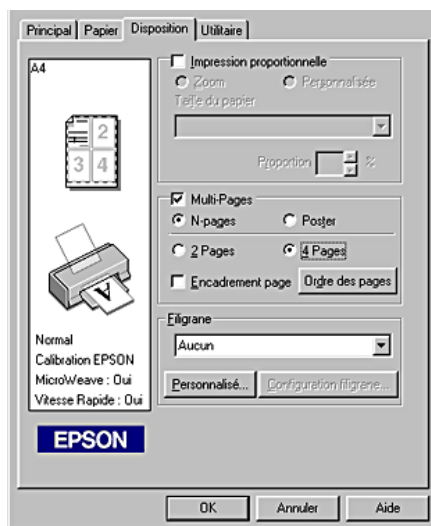 Principal Papier Disposition Utilitaire
A4
2
3 4
A
Normal
Calibration EPSON
MicroWeave : Oui
Vitesse Rapide : Oui
EPSON
Impression proportionnelle
Zoom Personnalisée
Taille du papier
Proportion %
Multi-Pages
N-pages Poster
2 Pages 4 Pages
Encadrement page Ordre des pages
Filigrane
Aucun
Personnalisé... Configuration filigrane...
OK Annuler Aide